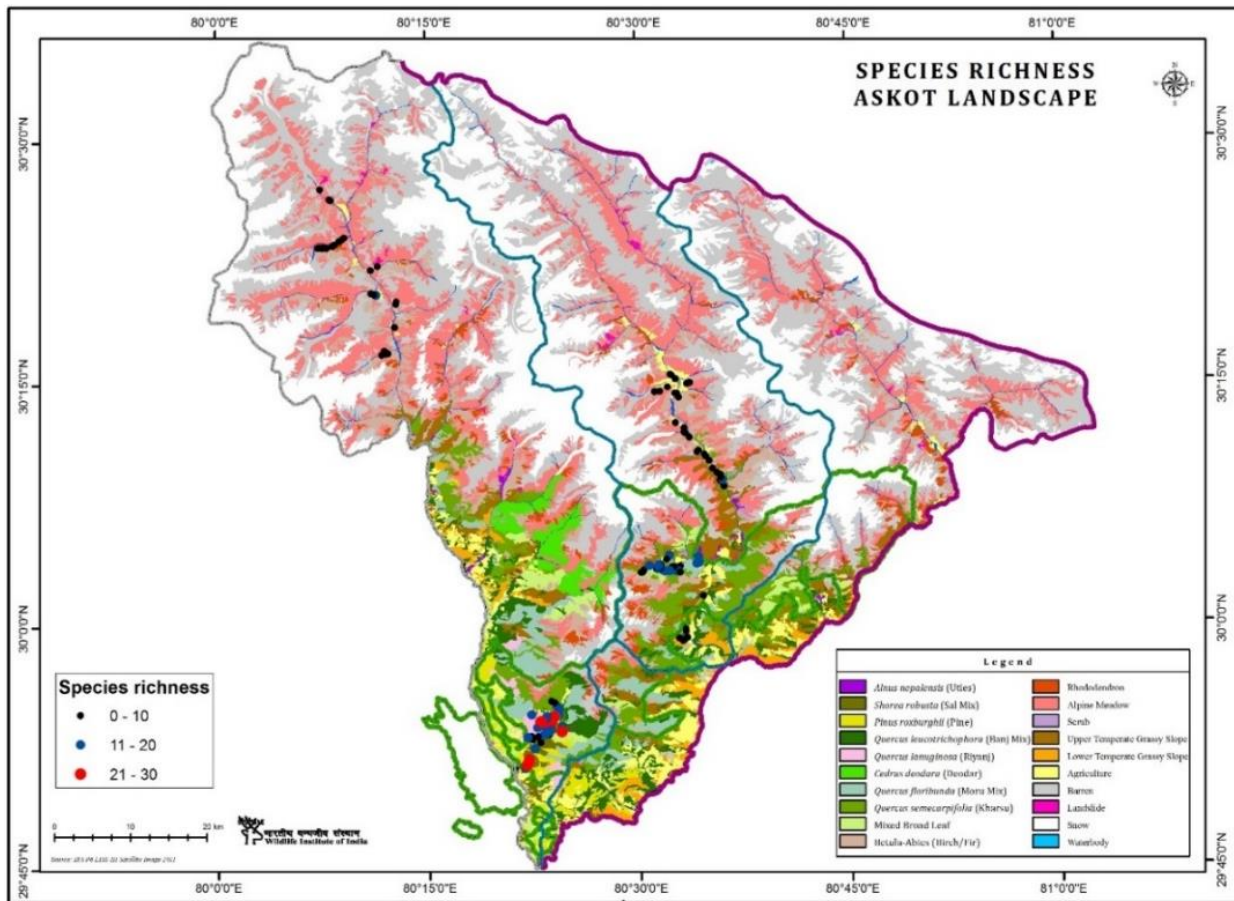 80°0'0"E 80°15'0"E 80°30'0"E 80°45'0"E 81°0'0"E
SPECIES RICHNESS
ASKOT LANDSCAPE
N
W E
S
30°30'0"N 30°30'0"N
30°15'0"N 30°15'0"N
30°0'0"N 30°0'0"N
29°45'0"N 29°45'0"N
Species richness
0 - 10
11 - 20
21 - 30
0 5 10 20 km
भारतीय वन्यजीव संस्थान
Wildlife Institute of India
Legend
Alnus nepalensis (Uties)
Shorea robusta (Sal Mix)
Pinus roxburghii (Pine)
Quercus leucotrichophora (Banj Mix)
Quercus lanuginosa (Riyanj)
Cedrus deodara (Deodar)
Quercus floribunda (Moru Mix)
Quercus semecarpifolia (Kharsu)
Mixed Broad Leaf
Betula-Abies (Birch/Fir)
Rhododendron
Alpine Meadow
Scrub
Upper Temperate Grassy Slope
Lower Temperate Grassy Slope
Agriculture
Barren
Landslide
Snow
Waterbody
80°0'0"E 80°15'0"E 80°30'0"E 80°45'0"E 81°0'0"E